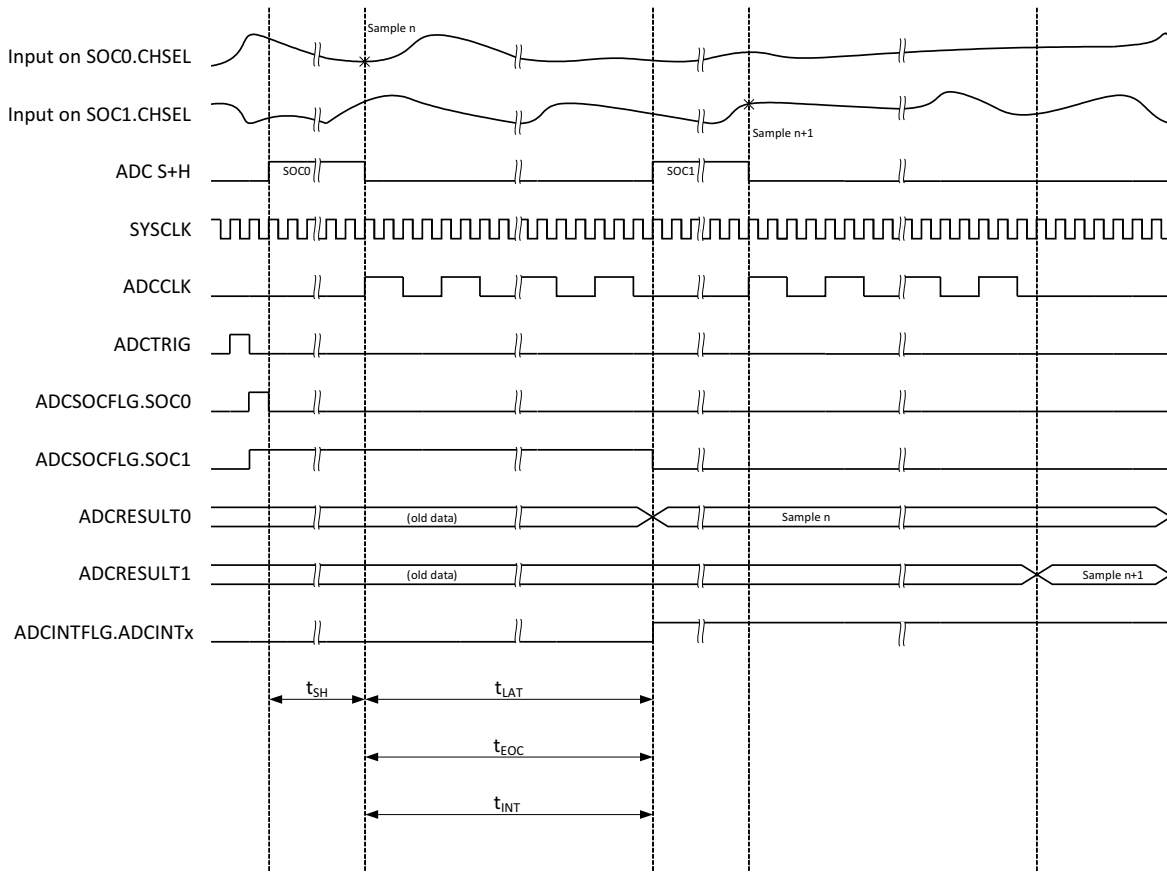 Sample n
Input on SOC0.CHSEL
Input on SOC1.CHSEL
Sample n+1
ADC S+H
SOC0
SOC1
SYSCLK
ADCCLK
ADCTRIG
ADCSOCFLG.SOC0
ADCSOCFLG.SOC1
ADCRESULT0
(old data)
Sample n
ADCRESULT1
(old data)
Sample n+1
ADCINTFLG.ADCINTx
tSH
tLAT
tEOC
tINT